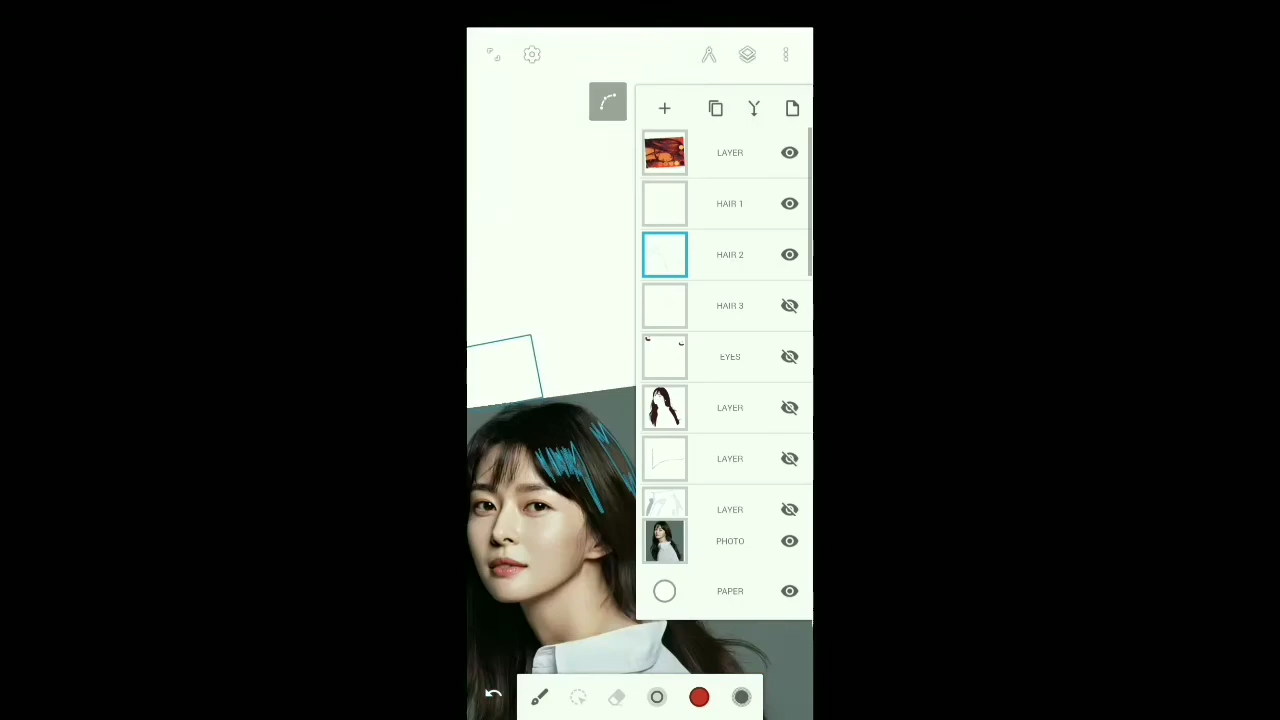 LAYER
HAIR 1
HAIR 2
HAIR 3
EYES
LAYER
LAYER
LAYER
PHOTO
PAPER